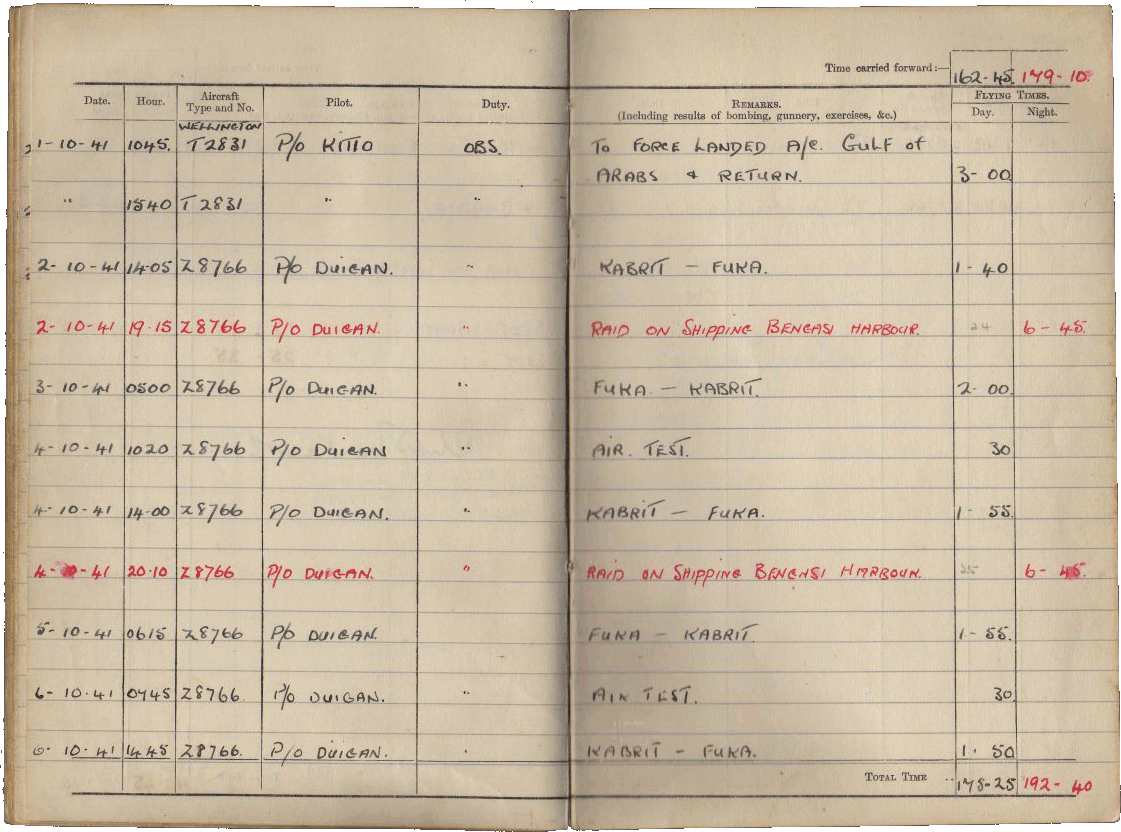 Time carried forward:— 162-45 179-10
Date. Hour. Aircraft Type and No. Pilot. Duty. REMARKS. (Including results of bombing, gunnery, exercises, &c.) FLYING TIMES. Day. Night.
WELLINGTON
1-10-41 1045. T2831 P/O KITTO OBS. TO FORCE LANDED A/C. GULF of
ARABS & RETURN. 3-00
" 1540 T2831 " "
2-10-41 14-05 Z8766 P/O DUIGAN. " KABRIT - FUKA. 1-40
2-10-41 19.15 Z8766 P/O DUIGAN. " RAID ON SHIPPING BENGASI HARBOUR. 24 6-45.
3-10-41 0500 Z8766 P/O DUIGAN. " FUKA - KABRIT. 2-00
4-10-41 1020 Z8766 P/O DUIGAN " AIR. TEST. 30
4-10-41 14-00 Z8766 P/O DUIGAN. " KABRIT - FUKA. 1-55.
4-10-41 20.10 Z8766 P/O DUIGAN. " RAID ON SHIPPING BENGHSI HARBOUR. 25 6-45.
5-10-41 0615 Z8766 P/O DUIGAN. " FUKA - KABRIT 1-55.
6-10-41 0745 Z8766 P/O DUIGAN. " AIR TEST. 30
6-10-41 1445 Z8766. P/O DUIGAN. " KABRIT - FUKA. 1.50
TOTAL TIME .. 175-25 192-40